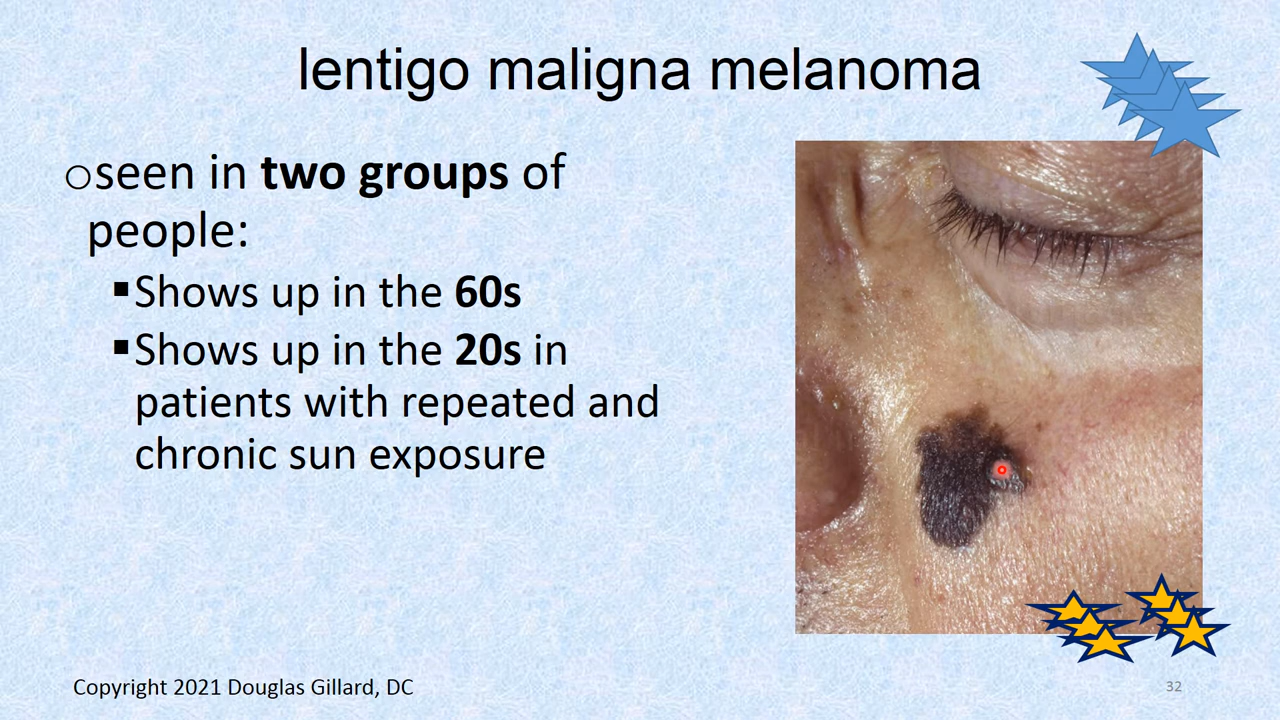 lentigo maligna melanoma
○seen in two groups of
people:
▪Shows up in the 60s
▪Shows up in the 20s in
patients with repeated and
chronic sun exposure
Copyright 2021 Douglas Gillard, DC
32